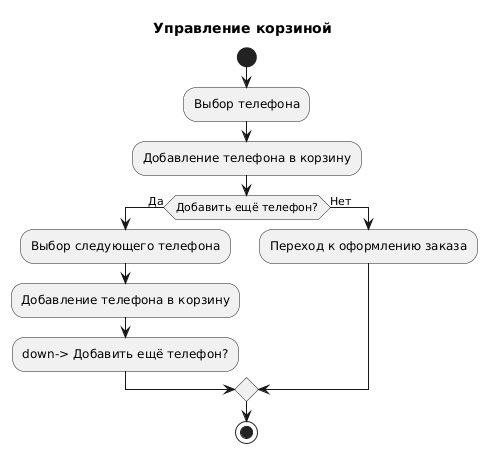 Управление корзиной
Выбор телефона
Добавление телефона в корзину
Добавить ещё телефон?
Да
Нет
Выбор следующего телефона
Переход к оформлению заказа
Добавление телефона в корзину
down-> Добавить ещё телефон?